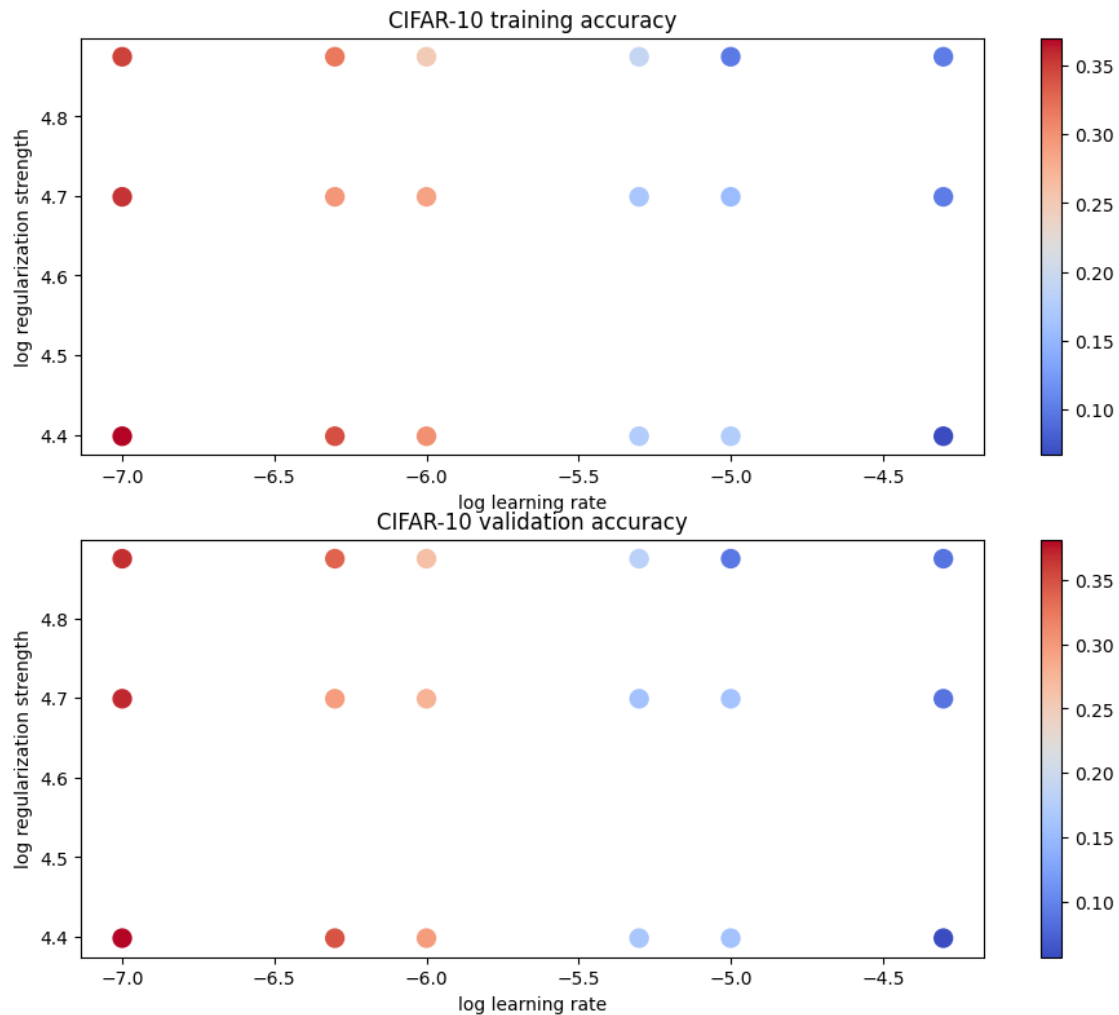 CIFAR-10 training accuracy
log regularization strength
4.8
4.7
4.6
4.5
4.4
−7.0 −6.5 −6.0 −5.5 −5.0 −4.5
log learning rate
0.35
0.30
0.25
0.20
0.15
0.10
CIFAR-10 validation accuracy
log regularization strength
4.8
4.7
4.6
4.5
4.4
−7.0 −6.5 −6.0 −5.5 −5.0 −4.5
log learning rate
0.35
0.30
0.25
0.20
0.15
0.10